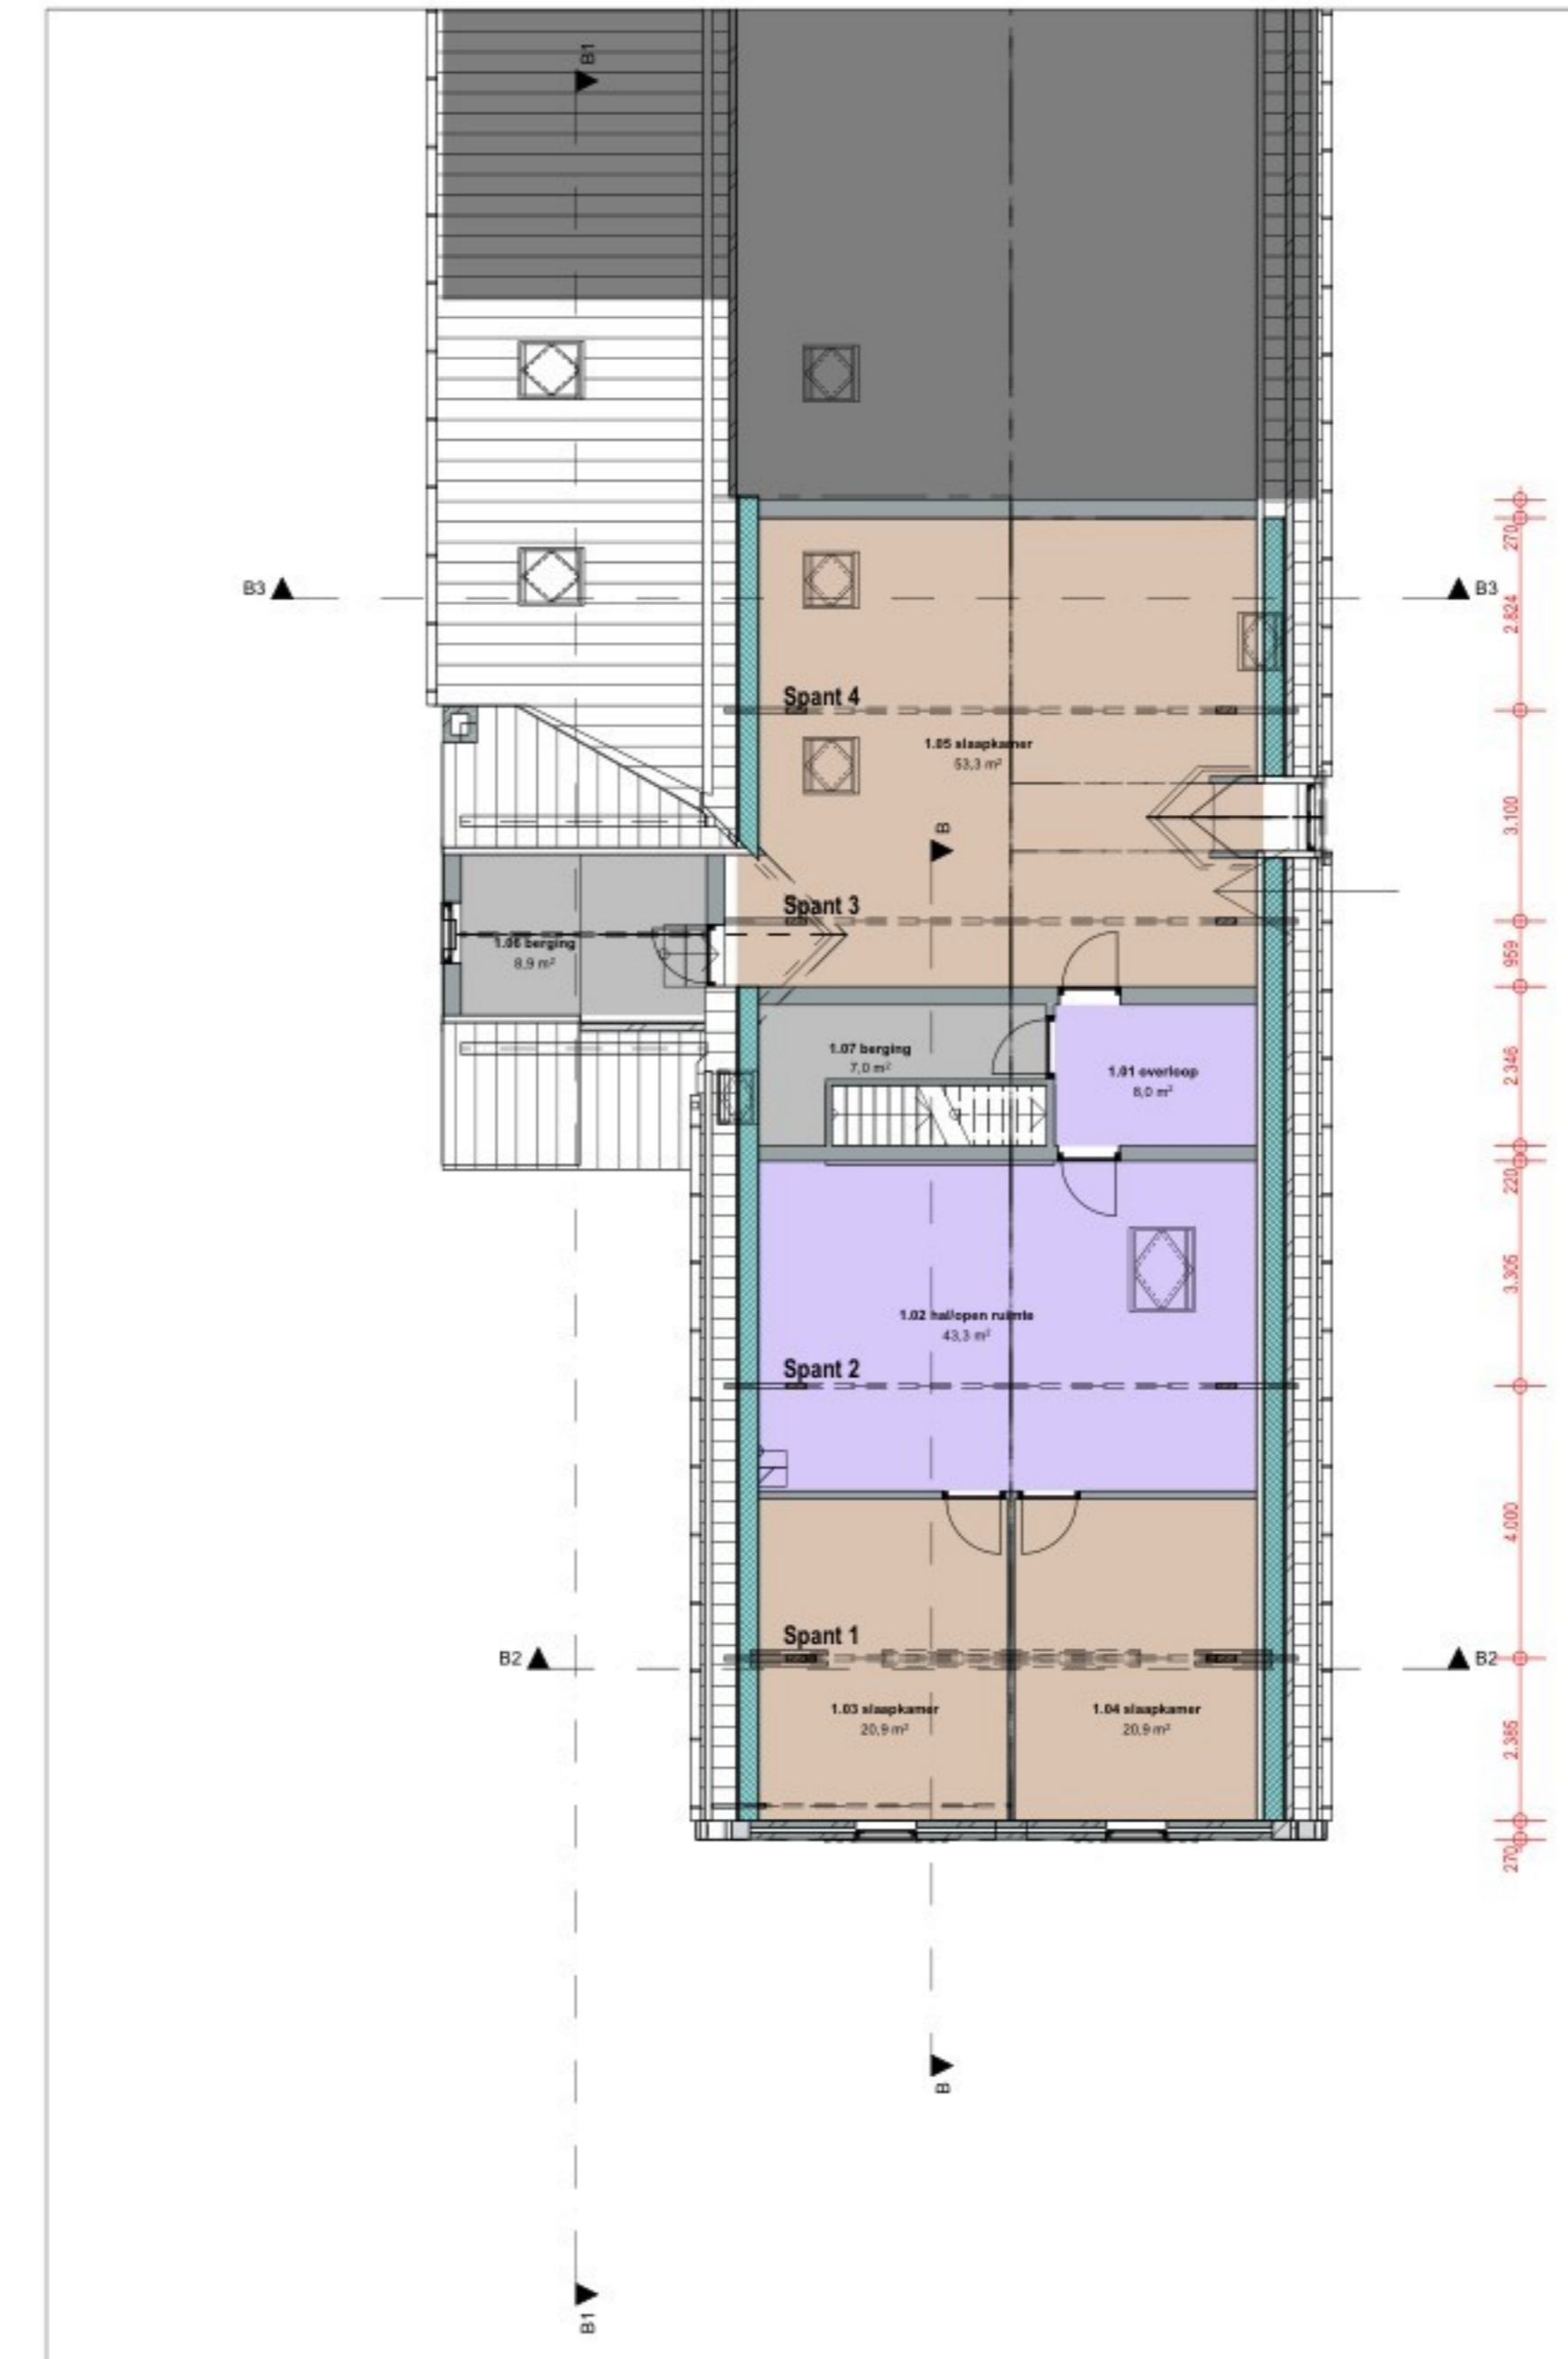 B1
270
B3
B3
2.824
Spant 4
1.05 slaapkamer
53,3 m²
3.100
B
Spant 3
1.06 berging
8,9 m²
959
1.07 berging
7,0 m²
1.01 overloop
8,0 m²
2.346
220
1.02 hal/open ruimte
43,3 m²
3.305
Spant 2
4.000
Spant 1
B2
B2
1.03 slaapkamer
20,9 m²
1.04 slaapkamer
20,9 m²
2.385
270
B
B1